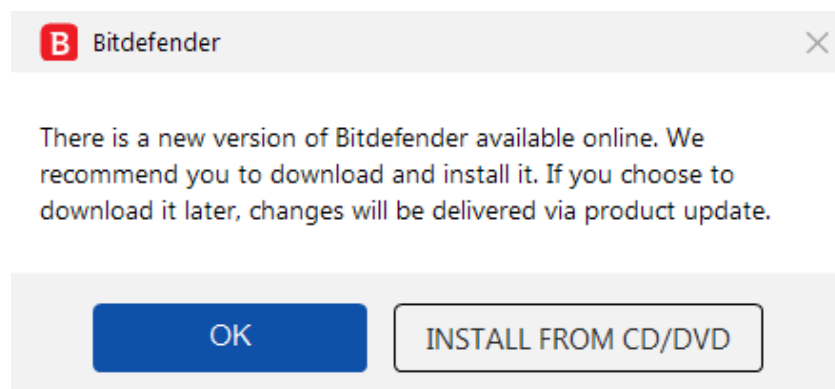 B Bitdefender
There is a new version of Bitdefender available online. We
recommend you to download and install it. If you choose to
download it later, changes will be delivered via product update.
OK
INSTALL FROM CD/DVD